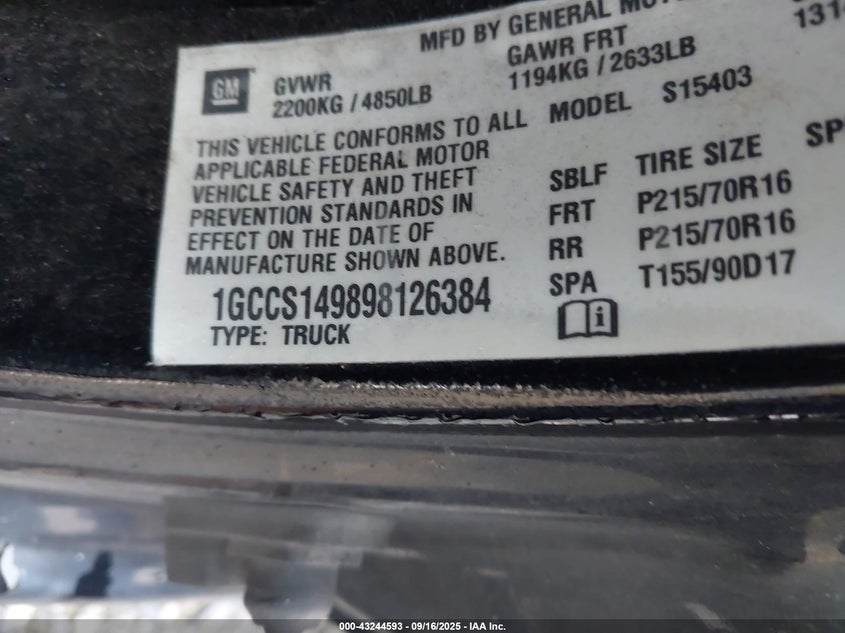 MFD BY GENERAL
GM
GVWR
2200KG / 4850LB
GAWR FRT
1194KG / 2633LB
THIS VEHICLE CONFORMS TO ALL
APPLICABLE FEDERAL MOTOR
VEHICLE SAFETY AND THEFT
PREVENTION STANDARDS IN
EFFECT ON THE DATE OF
MANUFACTURE SHOWN ABOVE.
MODEL S15403
SBLF TIRE SIZE
FRT P215/70R16
RR P215/70R16
SPA T155/90D17
1GCCS149898126384
TYPE: TRUCK
000-43244593 - 09/16/2025 - IAA Inc.